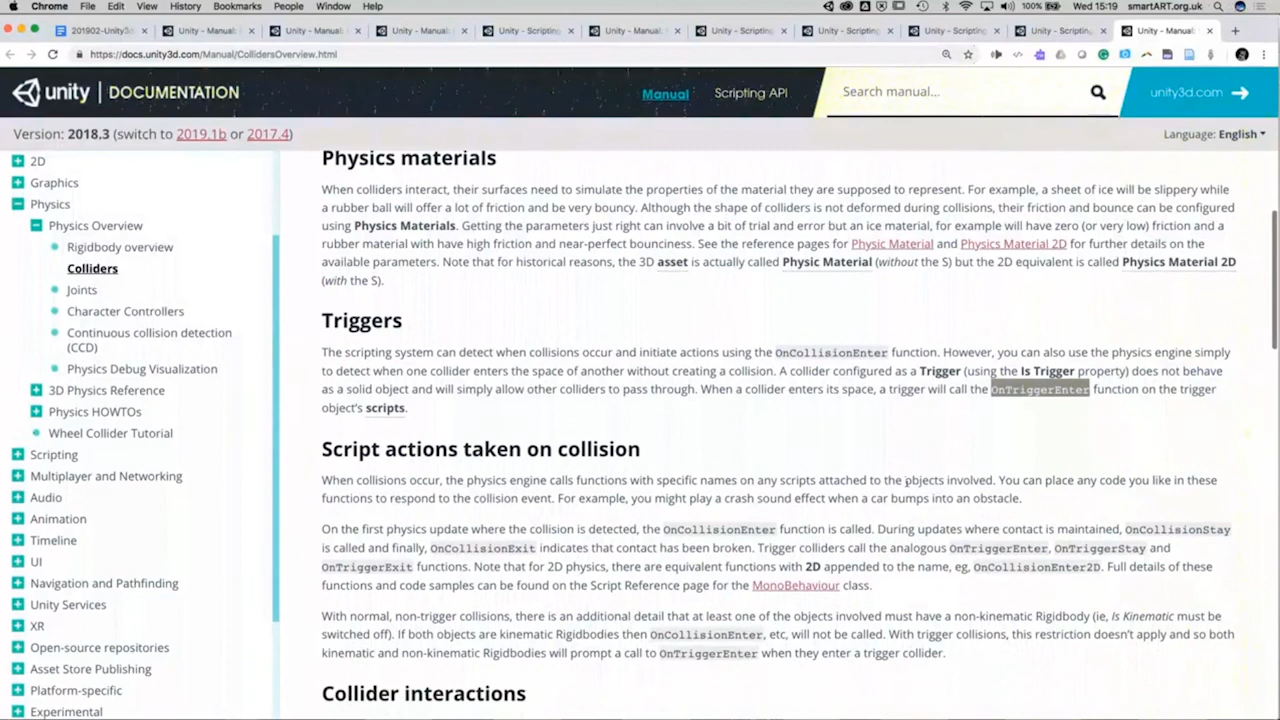 Chrome File Edit View History Bookmarks People Window Help 100% Wed 15:19 smartART.org.uk
201902-Unity3 Unity - Manual: Unity - Manual: Unity - Manual: Unity - Scripting Unity - Manual: Unity - Scripting Unity - Scripting Unity - Scripting Unity - Scripting Unity - Manual:
https://docs.unity3d.com/Manual/CollidersOverview.html
unity | DOCUMENTATION Manual Scripting API Search manual... unity3d.com
Version: 2018.3 (switch to 2019.1b or 2017.4) Language: English
2D
Graphics
Physics
Physics Overview
Rigidbody overview
Colliders
Joints
Character Controllers
Continuous collision detection
(CCD)
Physics Debug Visualization
3D Physics Reference
Physics HOWTOs
Wheel Collider Tutorial
Scripting
Multiplayer and Networking
Audio
Animation
Timeline
UI
Navigation and Pathfinding
Unity Services
XR
Open-source repositories
Asset Store Publishing
Platform-specific
Experimental
Physics materials
When colliders interact, their surfaces need to simulate the properties of the material they are supposed to represent. For example, a sheet of ice will be slippery while
a rubber ball will offer a lot of friction and be very bouncy. Although the shape of colliders is not deformed during collisions, their friction and bounce can be configured
using Physics Materials. Getting the parameters just right can involve a bit of trial and error but an ice material, for example will have zero (or very low) friction and a
rubber material with have high friction and near-perfect bounciness. See the reference pages for Physic Material and Physics Material 2D for further details on the
available parameters. Note that for historical reasons, the 3D asset is actually called Physic Material (without the S) but the 2D equivalent is called Physics Material 2D
(with the S).
Triggers
The scripting system can detect when collisions occur and initiate actions using the OnCollisionEnter function. However, you can also use the physics engine simply
to detect when one collider enters the space of another without creating a collision. A collider configured as a Trigger (using the Is Trigger property) does not behave
as a solid object and will simply allow other colliders to pass through. When a collider enters its space, a trigger will call the OnTriggerEnter function on the trigger
object's scripts.
Script actions taken on collision
When collisions occur, the physics engine calls functions with specific names on any scripts attached to the objects involved. You can place any code you like in these
functions to respond to the collision event. For example, you might play a crash sound effect when a car bumps into an obstacle.
On the first physics update where the collision is detected, the OnCollisionEnter function is called. During updates where contact is maintained, OnCollisionStay
is called and finally, OnCollisionExit indicates that contact has been broken. Trigger colliders call the analogous OnTriggerEnter, OnTriggerStay and
OnTriggerExit functions. Note that for 2D physics, there are equivalent functions with 2D appended to the name, eg, OnCollisionEnter2D. Full details of these
functions and code samples can be found on the Script Reference page for the MonoBehaviour class.
With normal, non-trigger collisions, there is an additional detail that at least one of the objects involved must have a non-kinematic Rigidbody (ie, Is Kinematic must be
switched off). If both objects are kinematic Rigidbodies then OnCollisionEnter, etc, will not be called. With trigger collisions, this restriction doesn't apply and so both
kinematic and non-kinematic Rigidbodies will prompt a call to OnTriggerEnter when they enter a trigger collider.
Collider interactions